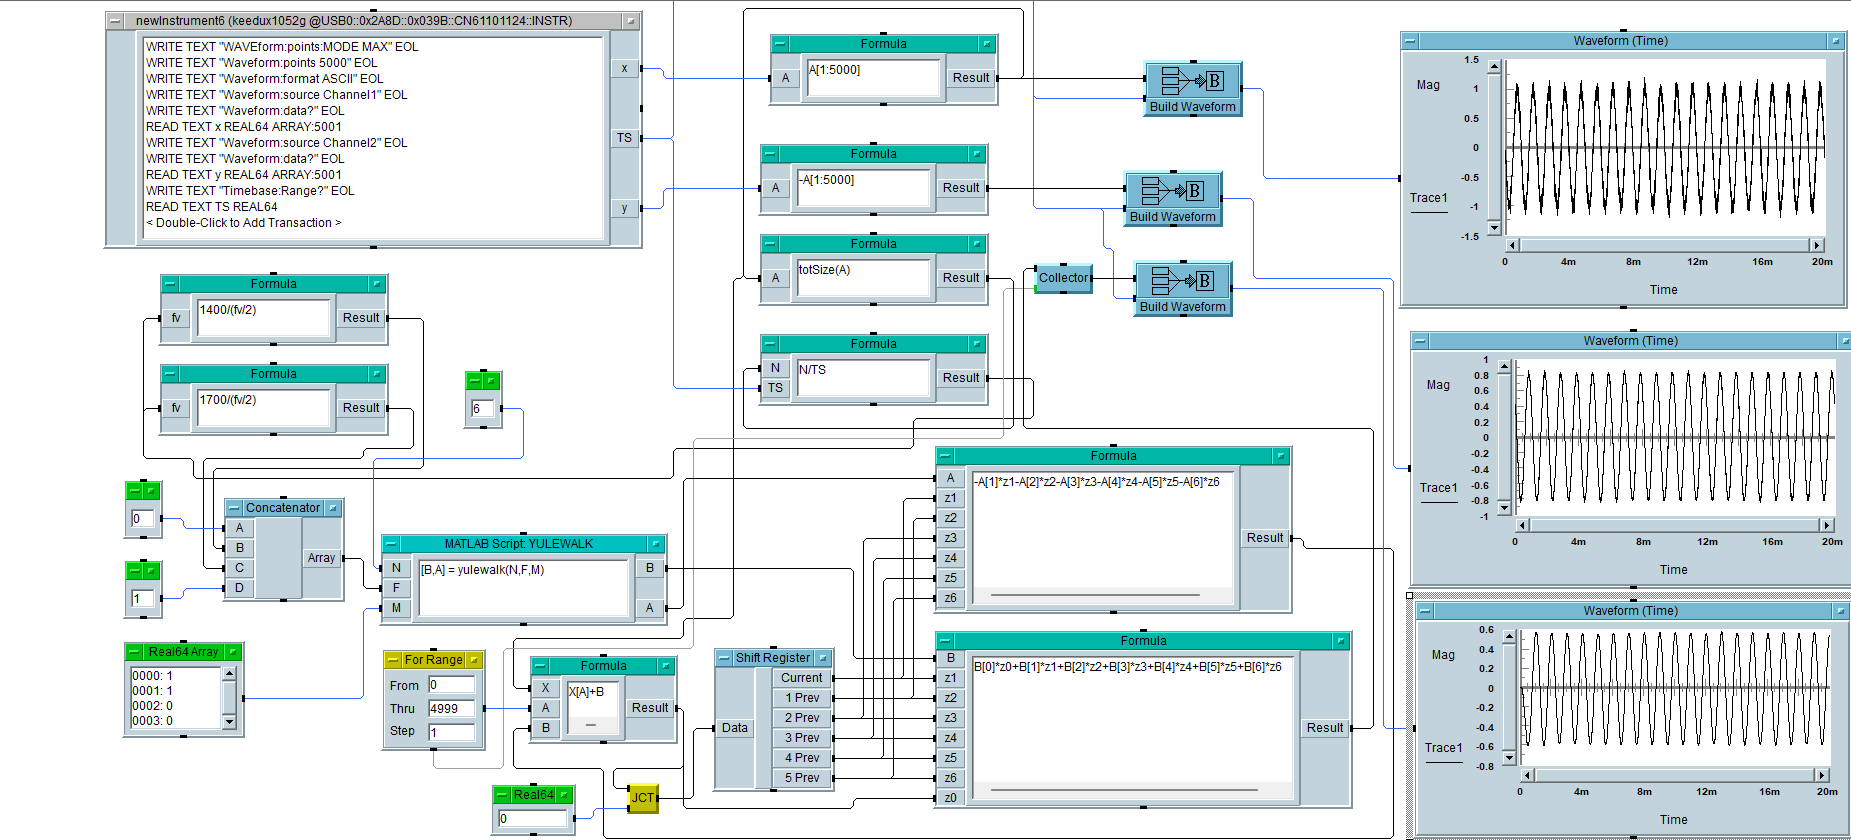 newInstrument6 (keedux1052g @USB0::0x2A8D::0x039B::CN61101124::INSTR)
WRITE TEXT "WAVEform:points:MODE MAX" EOL
WRITE TEXT "Waveform:points 5000" EOL
WRITE TEXT "Waveform:format ASCII" EOL
WRITE TEXT "Waveform:source Channel1" EOL
WRITE TEXT "Waveform:data?" EOL
READ TEXT x REAL64 ARRAY:5001
WRITE TEXT "Waveform:source Channel2" EOL
WRITE TEXT "Waveform:data?" EOL
READ TEXT y REAL64 ARRAY:5001
WRITE TEXT "Timebase:Range?" EOL
READ TEXT TS REAL64
< Double-Click to Add Transaction >
x
TS
y
Formula
A
A[1:5000]
Result
Formula
A
-A[1:5000]
Result
Formula
A
totSize(A)
Result
Formula
N
TS
N/TS
Result
B
Build Waveform
B
Build Waveform
Collector
B
Build Waveform
Waveform (Time)
Mag
Trace1
1.5
1
0.5
0
-0.5
-1
-1.5
0
4m
8m
12m
16m
20m
Time
Waveform (Time)
Mag
Trace1
1
0.8
0.6
0.4
0.2
0
-0.2
-0.4
-0.6
-0.8
-1
0
4m
8m
12m
16m
20m
Time
Waveform (Time)
Mag
Trace1
0.6
0.4
0.2
0
-0.2
-0.4
-0.6
-0.8
0
4m
8m
12m
16m
20m
Time
Formula
fv
1400/(fv/2)
Result
Formula
fv
1700/(fv/2)
Result
6
0
1
Concatenator
A
B
C
D
Array
Real64 Array
0000: 1
0001: 1
0002: 0
0003: 0
MATLAB Script: YULEWALK
N
F
M
[B,A] = yulewalk(N,F,M)
B
A
For Range
From 0
Thru 4999
Step 1
Formula
X
A
B
X[A]+B
Result
Real64
0
JCT
Shift Register
Data
Current
1 Prev
2 Prev
3 Prev
4 Prev
5 Prev
Formula
A
z1
z2
z3
z4
z5
z6
-A[1]*z1-A[2]*z2-A[3]*z3-A[4]*z4-A[5]*z5-A[6]*z6
Result
Formula
B
z1
z2
z3
z4
z5
z6
z0
B[0]*z0+B[1]*z1+B[2]*z2+B[3]*z3+B[4]*z4+B[5]*z5+B[6]*z6
Result